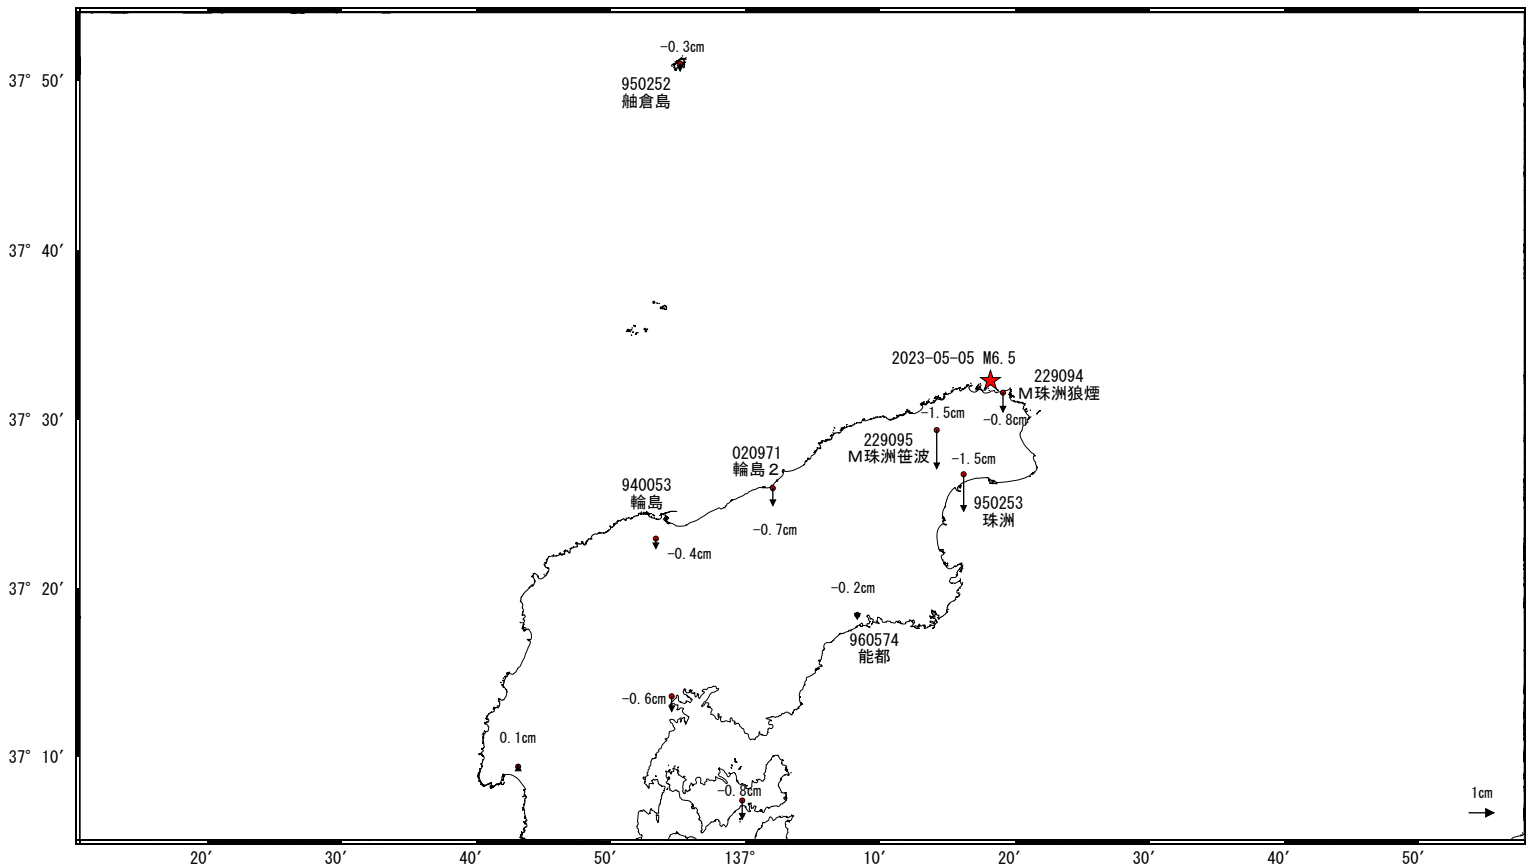 -0.3cm
37° 50′
950252
舳倉島
37° 40′
2023-05-05 M6.5
229094
M珠洲狼煙
-1.5cm
-0.8cm
37° 30′
229095
M珠洲笹波
-1.5cm
020971
輪島2
940053
輪島
950253
珠洲
-0.7cm
-0.4cm
37° 20′
-0.2cm
960574
能都
-0.6cm
0.1cm
37° 10′
-0.8cm
1cm
20′ 30′ 40′ 50′ 137° 10′ 20′ 30′ 40′ 50′